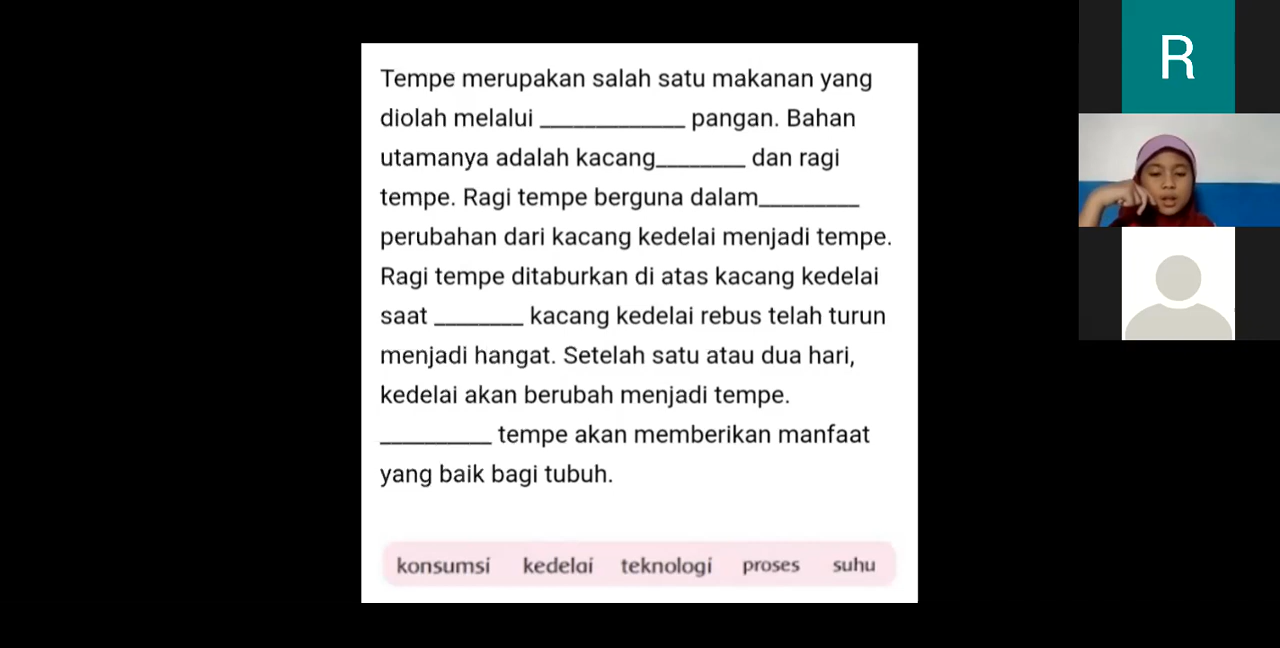 Tempe merupakan salah satu makanan yang
diolah melalui _____________ pangan. Bahan
utamanya adalah kacang________ dan ragi
tempe. Ragi tempe berguna dalam_________
perubahan dari kacang kedelai menjadi tempe.
Ragi tempe ditaburkan di atas kacang kedelai
saat ________ kacang kedelai rebus telah turun
menjadi hangat. Setelah satu atau dua hari,
kedelai akan berubah menjadi tempe.
__________ tempe akan memberikan manfaat
yang baik bagi tubuh.
konsumsi kedelai teknologi proses suhu
R